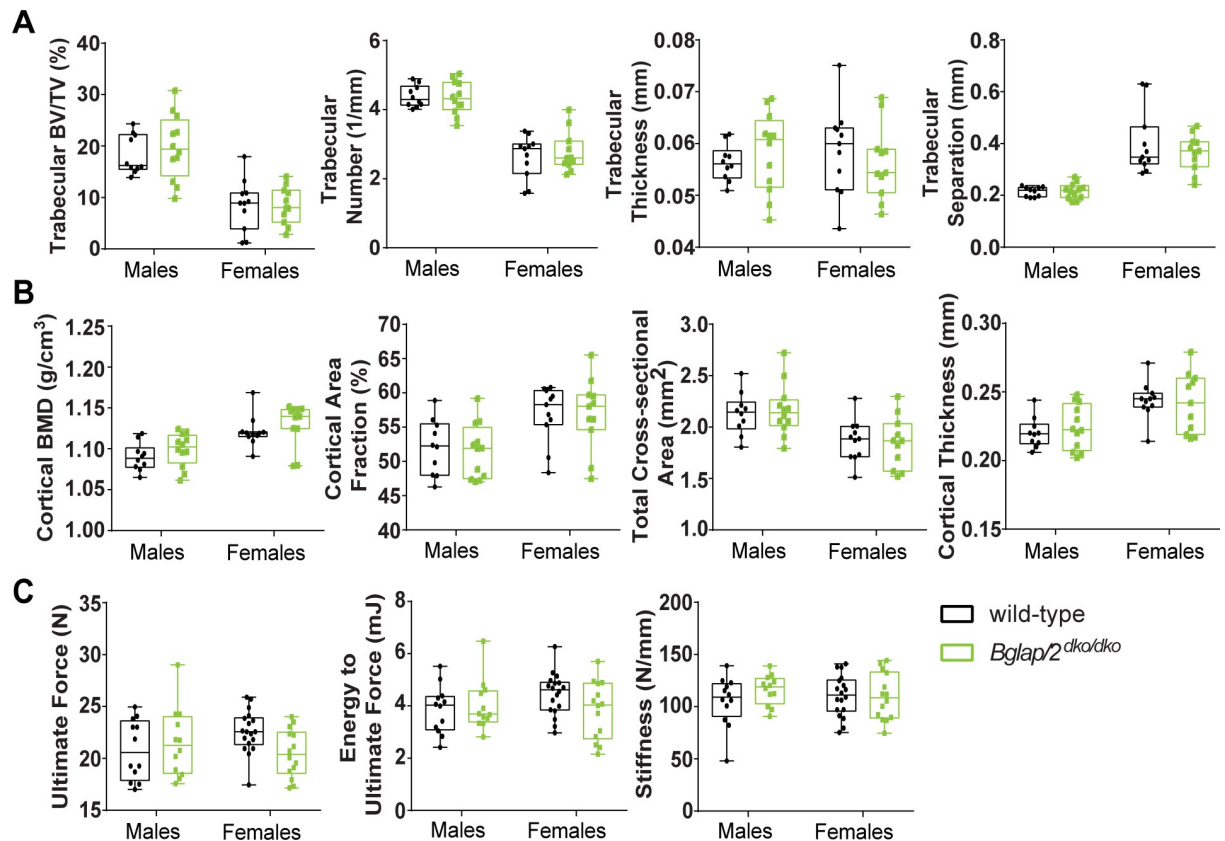 A
Trabecular BV/TV (%)
40
30
20
10
0
Males Females
Trabecular
Number (1/mm)
6
4
2
0
Males Females
Trabecular
Thickness (mm)
0.08
0.07
0.06
0.05
0.04
Males Females
Trabecular
Separation (mm)
0.8
0.6
0.4
0.2
0.0
Males Females
B
Cortical BMD (g/cm³)
1.25
1.20
1.15
1.10
1.05
1.00
Males Females
Cortical Area
Fraction (%)
70
65
60
55
50
45
40
Males Females
Total Cross-sectional
Area (mm²)
3.0
2.5
2.0
1.5
1.0
Males Females
Cortical Thickness (mm)
0.30
0.25
0.20
0.15
Males Females
C
Ultimate Force (N)
35
30
25
20
15
Males Females
Energy to
Ultimate Force (mJ)
8
6
4
2
0
Males Females
Stiffness (N/mm)
200
150
100
50
0
Males Females
wild-type
Bglap/2 dko/dko